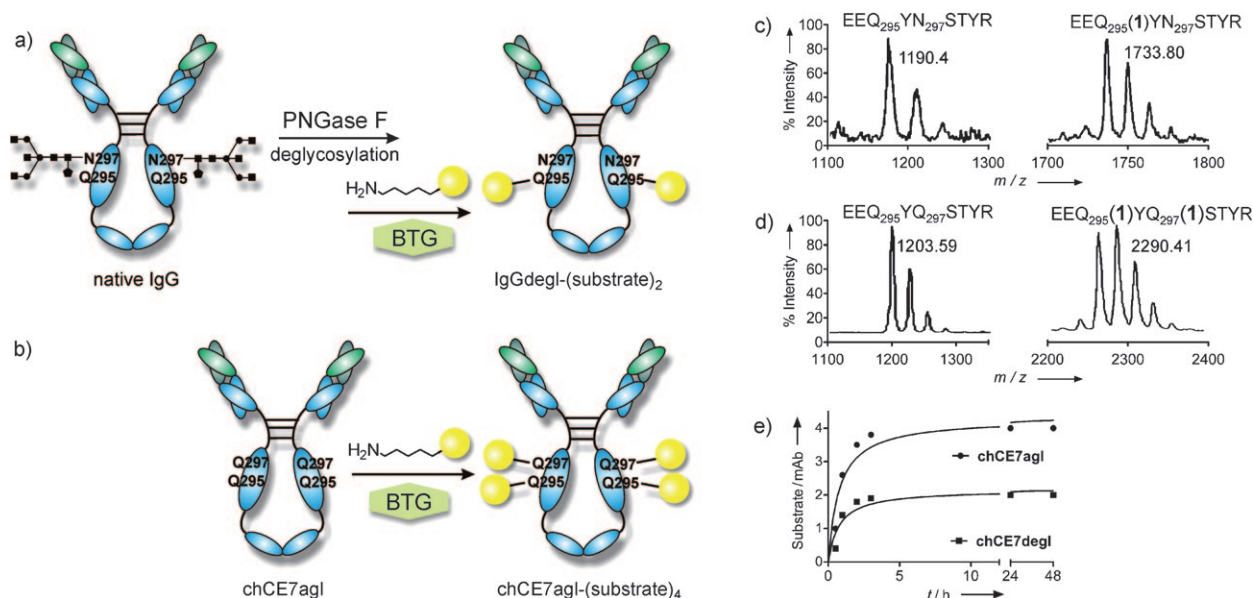 a)
PNGase F
deglycosylation
N297 N297
Q295 Q295
H₂N
BTG
native IgG
N297 N297
Q295 Q295
IgGdegl-(substrate)₂
b)
Q297 Q297
Q295 Q295
H₂N
BTG
chCE7agl
Q297 Q297
Q295 Q295
chCE7agl-(substrate)₄
c)
EEQ₂₉₅YN₂₉₇STYR
EEQ₂₉₅(1)YN₂₉₇STYR
% Intensity
100
80
60
40
20
0
1190.4
1733.80
1100 1200 1300
1700 1750 1800
m / z
m / z
d)
EEQ₂₉₅YQ₂₉₇STYR
EEQ₂₉₅(1)YQ₂₉₇(1)STYR
% Intensity
100
80
60
40
20
0
1203.59
2290.41
1100 1200 1300
2200 2300 2400
m / z
m / z
e)
Substrate / mAb
4
3
2
1
0
chCE7agl
chCE7degl
0 5 10 24 48
t / h